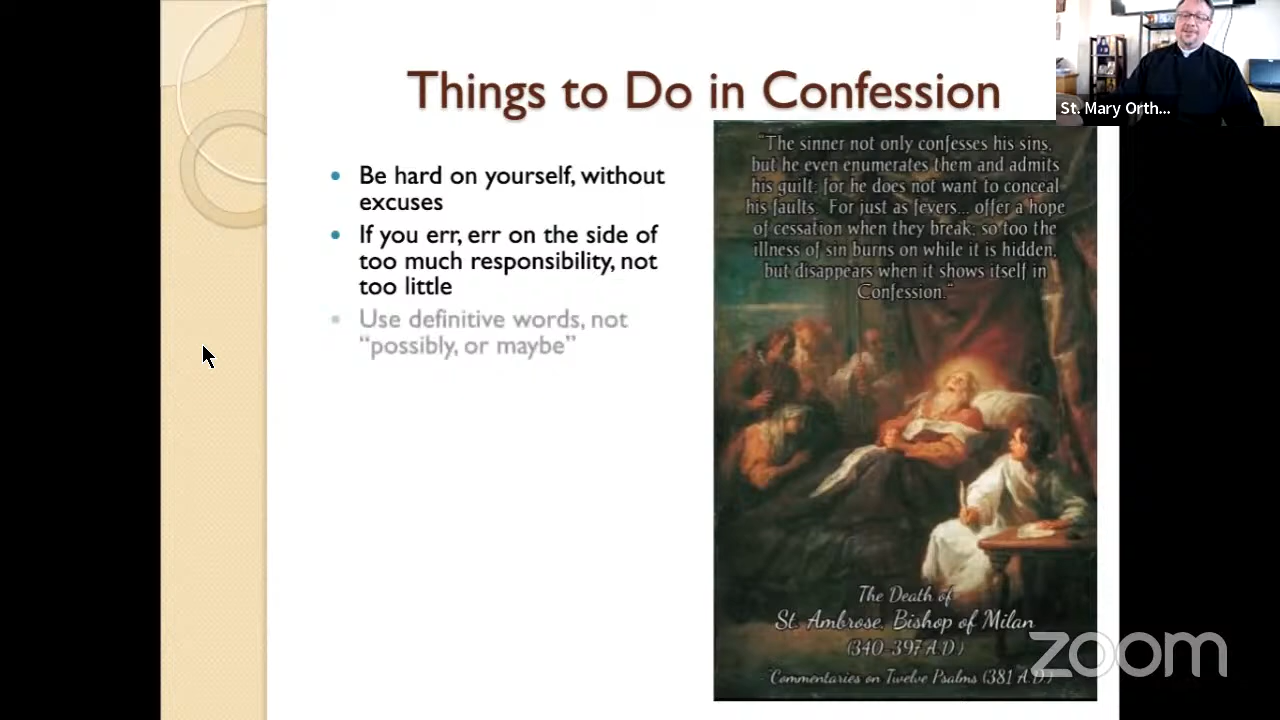 Things to Do in Confession
St. Mary Orth...
• Be hard on yourself, without
excuses
• If you err, err on the side of
too much responsibility, not
too little
• Use definitive words, not
“possibly, or maybe”
"The sinner not only confesses his sins,
but he even enumerates them and admits
his guilt; for he does not want to conceal
his faults. For just as fevers... offer a hope
of cessation when they break, so too the
illness of sin burns on while it is hidden,
but disappears when it shows itself in
Confession."
The Death of
St. Ambrose, Bishop of Milan
(340-397 A.D.)
Commentaries on Twelve Psalms (381 A.D.)
zoom